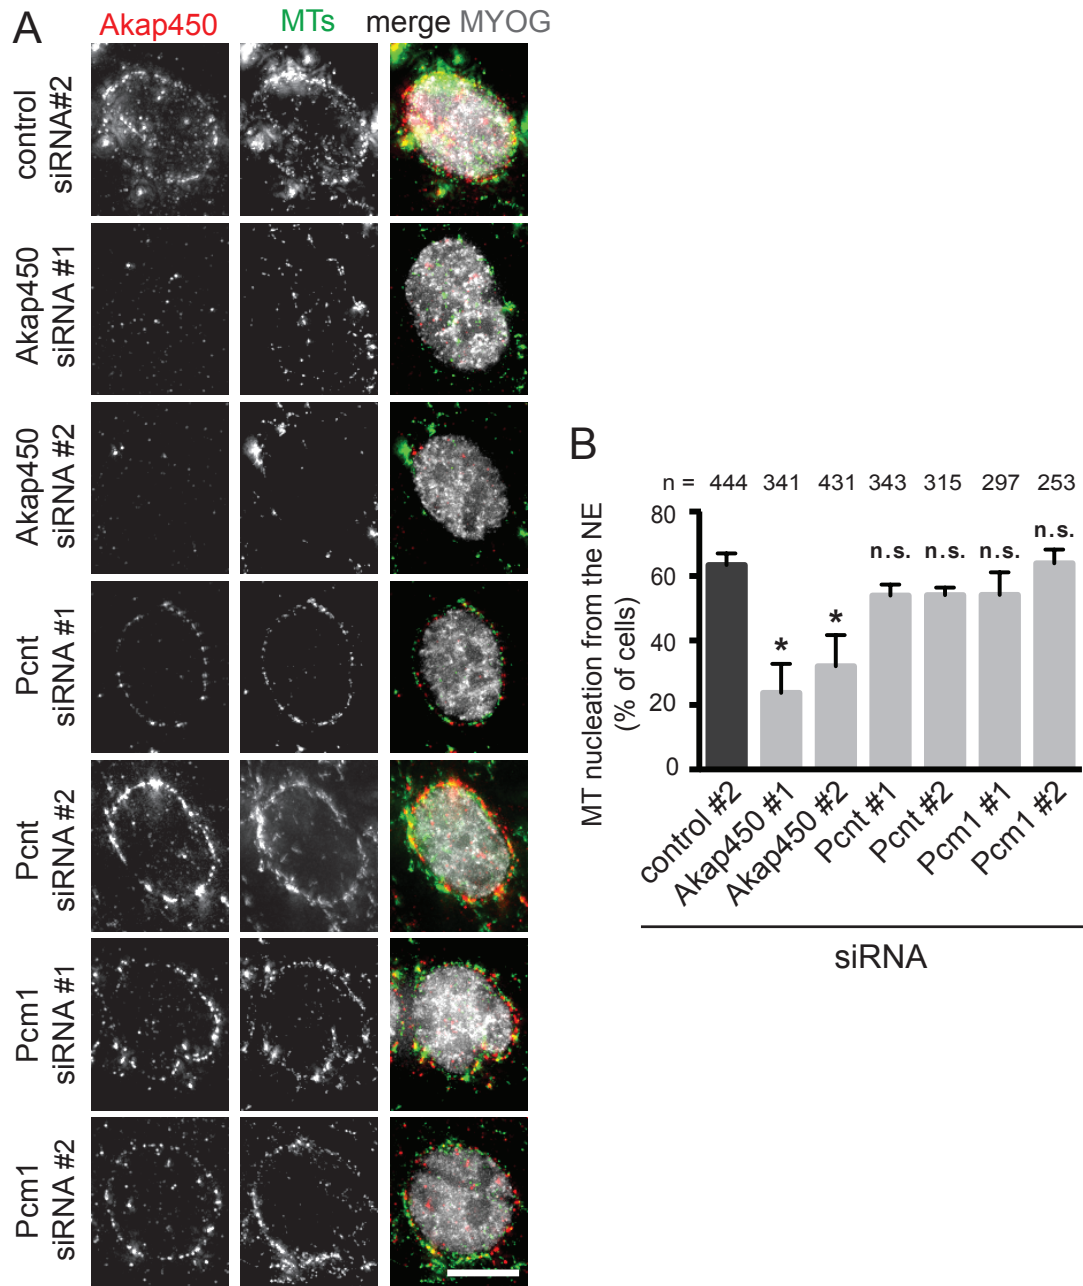 A
Akap450 MTs merge MYOG
control
siRNA#2
Akap450
siRNA #1
Akap450
siRNA #2
Pcnt
siRNA #1
Pcnt
siRNA #2
Pcm1
siRNA #1
Pcm1
siRNA #2
B
n = 444 341 431 343 315 297 253
MT nucleation from the NE
(% of cells)
80
60
40
20
0
* * n.s. n.s. n.s. n.s.
control #2
Akap450 #1
Akap450 #2
Pcnt #1
Pcnt #2
Pcm1 #1
Pcm1 #2
siRNA